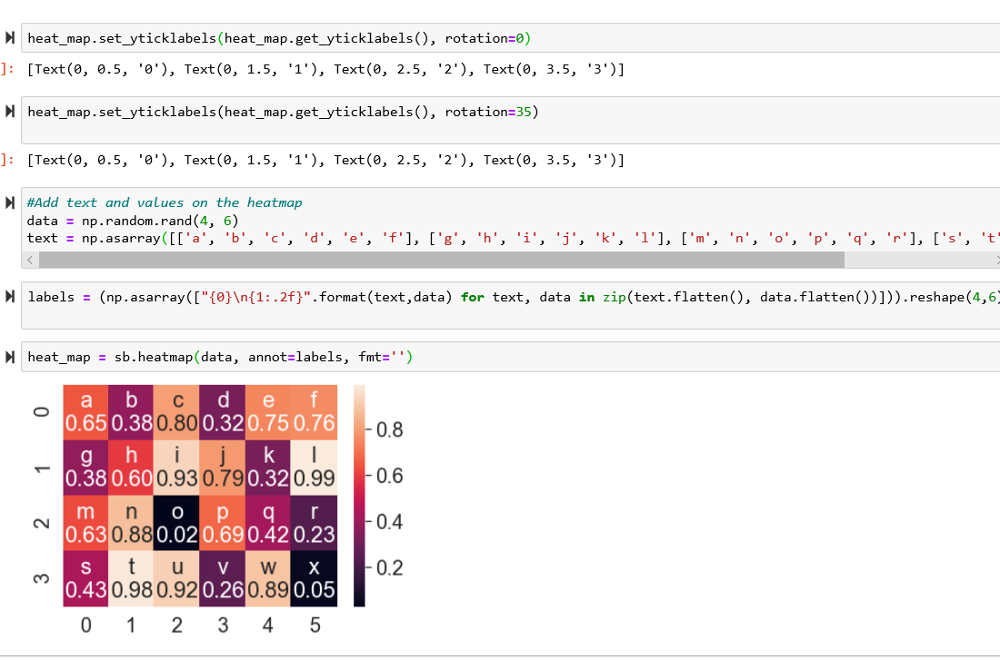 heat_map.set_yticklabels(heat_map.get_yticklabels(), rotation=0)
]: [Text(0, 0.5, '0'), Text(0, 1.5, '1'), Text(0, 2.5, '2'), Text(0, 3.5, '3')]
heat_map.set_yticklabels(heat_map.get_yticklabels(), rotation=35)
]: [Text(0, 0.5, '0'), Text(0, 1.5, '1'), Text(0, 2.5, '2'), Text(0, 3.5, '3')]
#Add text and values on the heatmap
data = np.random.rand(4, 6)
text = np.asarray([['a', 'b', 'c', 'd', 'e', 'f'], ['g', 'h', 'i', 'j', 'k', 'l'], ['m', 'n', 'o', 'p', 'q', 'r'], ['s', 't'
labels = (np.asarray(["{0}\n{1:.2f}".format(text,data) for text, data in zip(text.flatten(), data.flatten())])).reshape(4,6)
heat_map = sb.heatmap(data, annot=labels, fmt='')
0 a b c d e f
0.65 0.38 0.80 0.32 0.75 0.76 0.8
1 g h i j k l
0.38 0.60 0.93 0.79 0.32 0.99 0.6
2 m n o p q r
0.63 0.88 0.02 0.69 0.42 0.23 0.4
3 s t u v w x
0.43 0.98 0.92 0.26 0.89 0.05 0.2
0 1 2 3 4 5